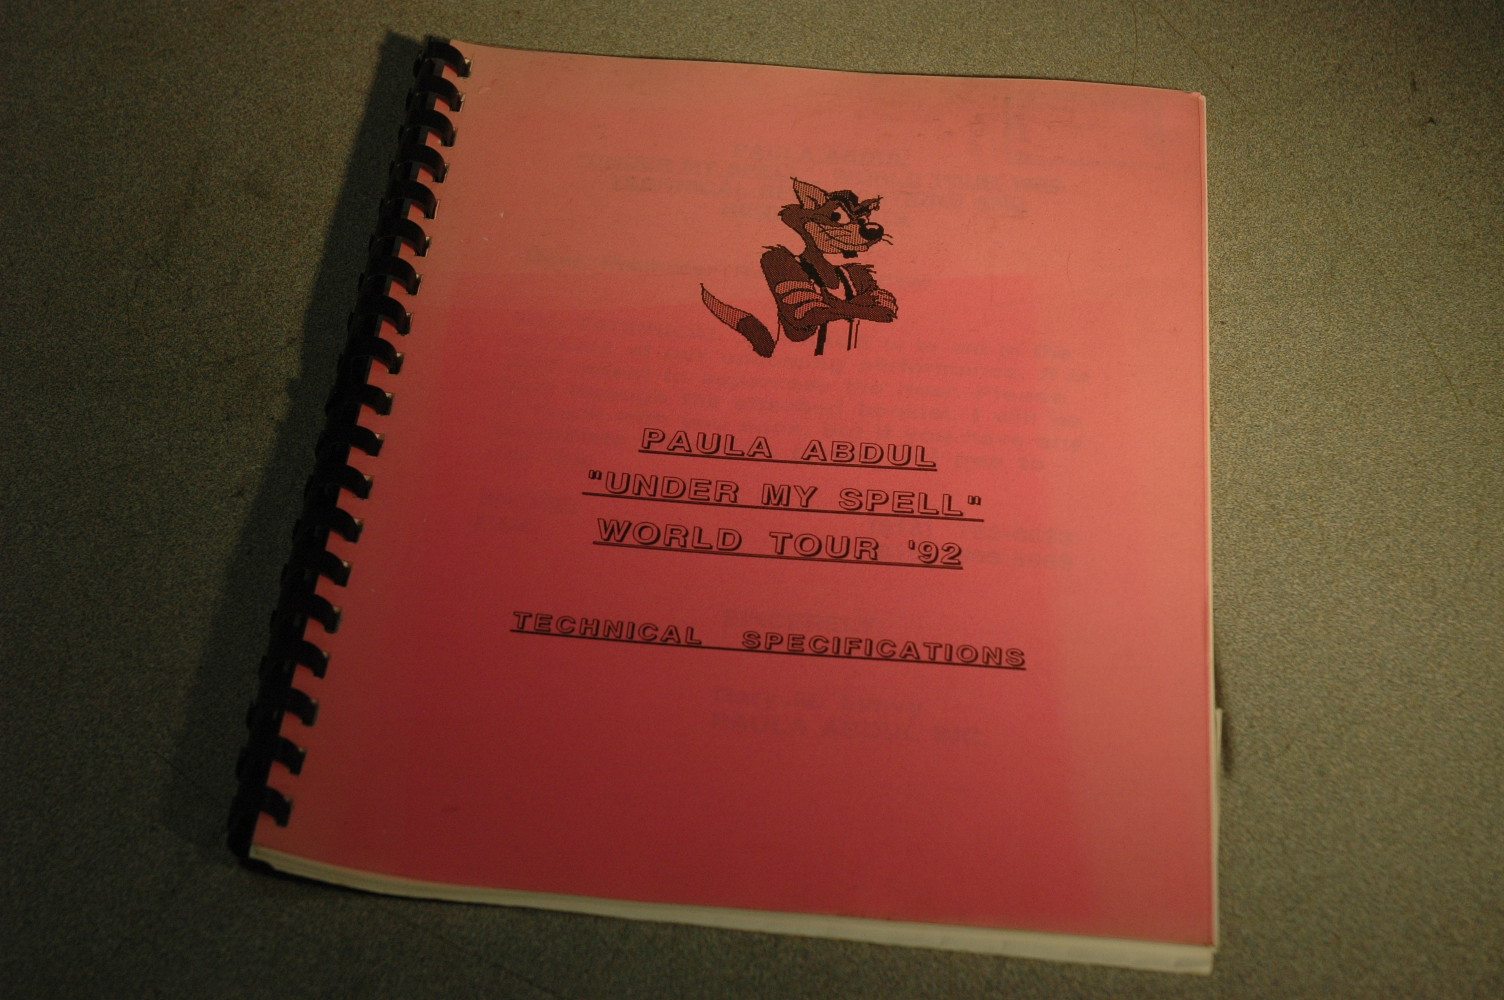 PAULA ABDUL
"UNDER MY SPELL"
WORLD TOUR '92
TECHNICAL SPECIFICATIONS